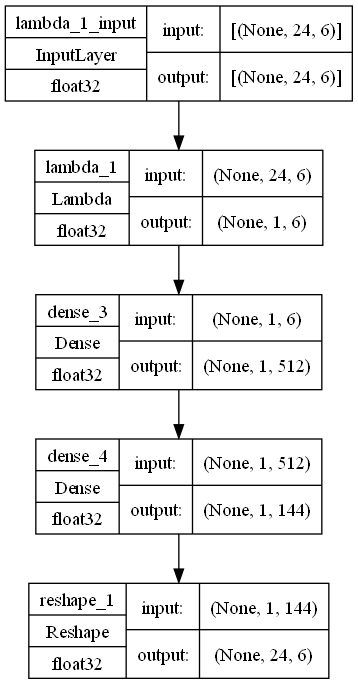 lambda_1_input
InputLayer
float32
input:
[(None, 24, 6)]
output:
[(None, 24, 6)]
lambda_1
Lambda
float32
input:
(None, 24, 6)
output:
(None, 1, 6)
dense_3
Dense
float32
input:
(None, 1, 6)
output:
(None, 1, 512)
dense_4
Dense
float32
input:
(None, 1, 512)
output:
(None, 1, 144)
reshape_1
Reshape
float32
input:
(None, 1, 144)
output:
(None, 24, 6)